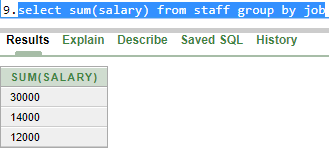 9.select sum(salary) from staff group by job
Results Explain Describe Saved SQL History
SUM(SALARY)
30000
14000
12000